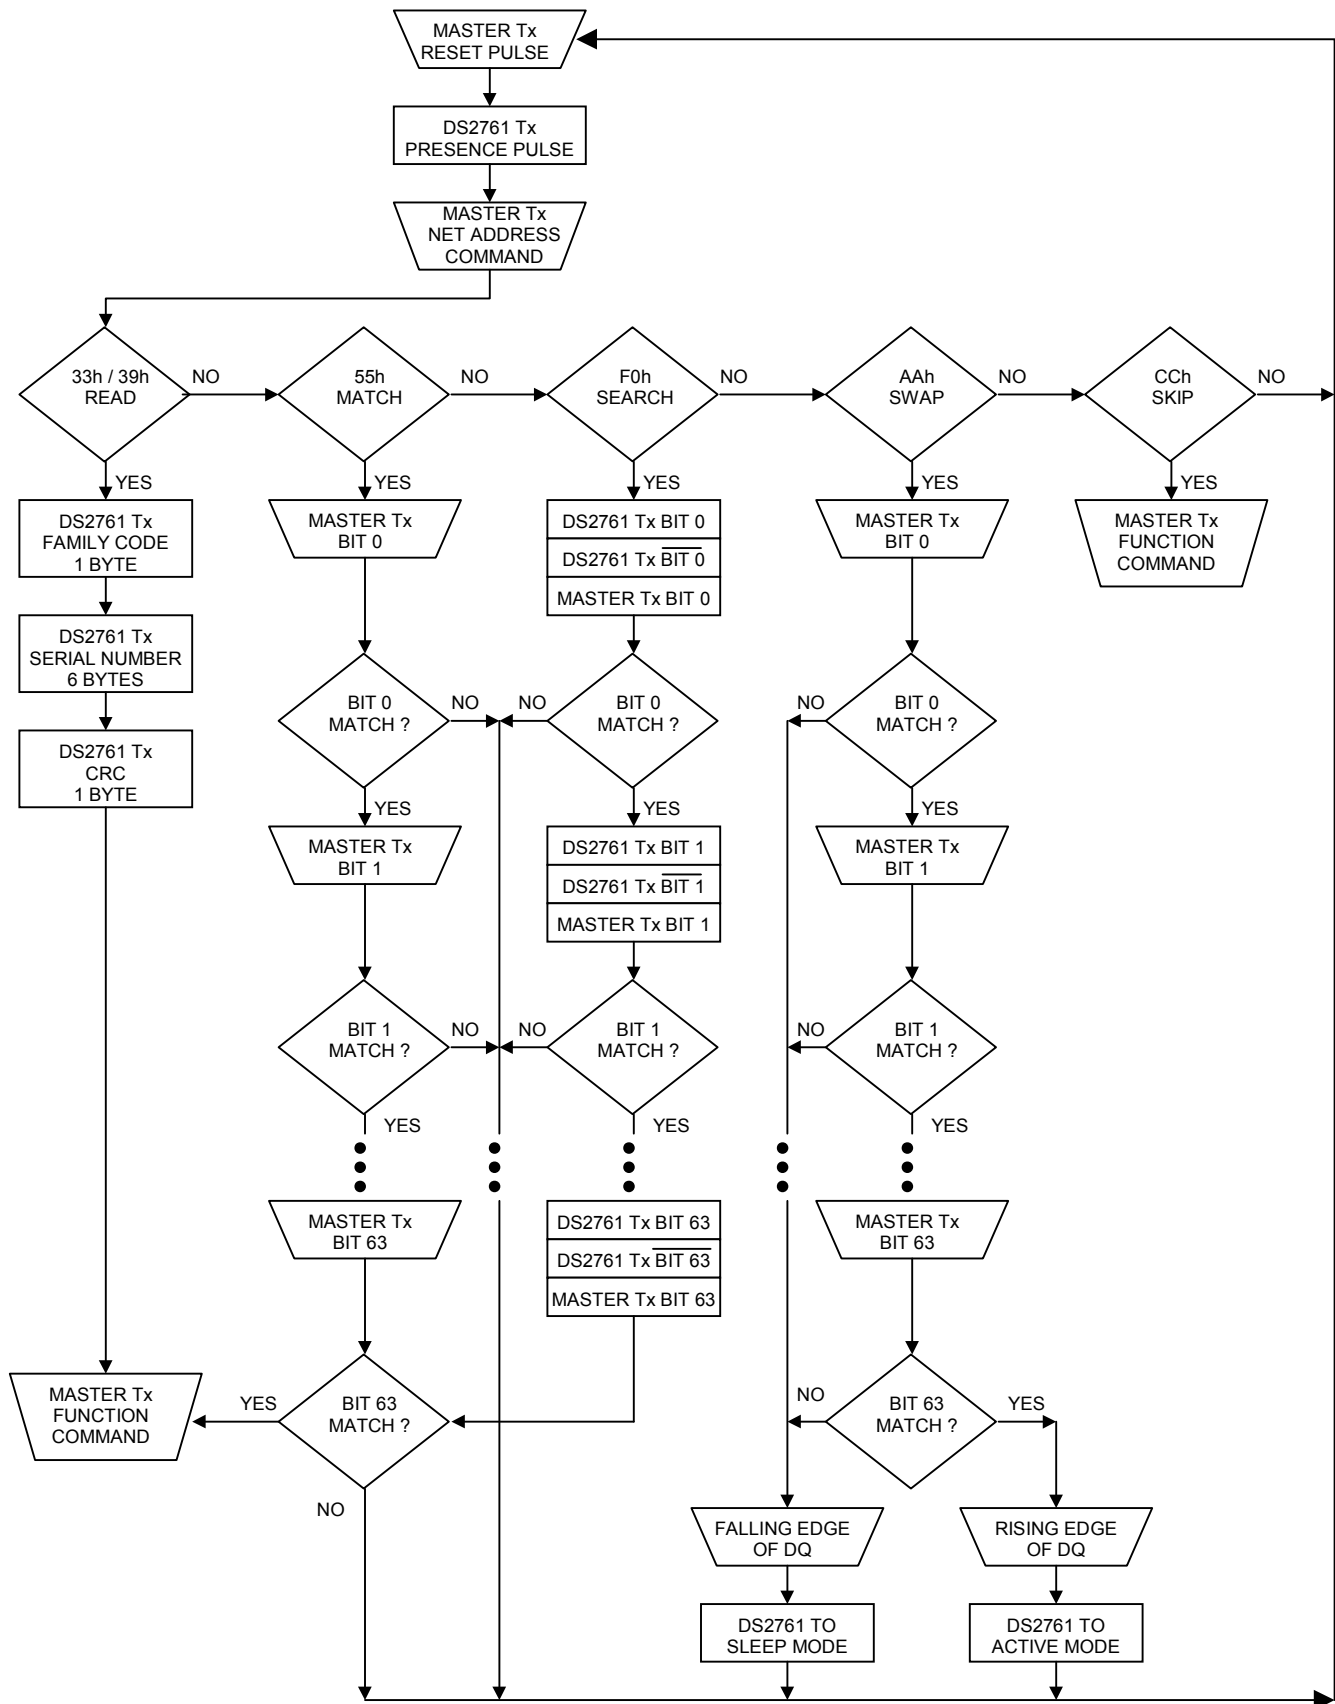 MASTER Tx
RESET PULSE
DS2761 Tx
PRESENCE PULSE
MASTER Tx
NET ADDRESS
COMMAND
33h / 39h
READ
NO
55h
MATCH
NO
F0h
SEARCH
NO
AAh
SWAP
NO
CCh
SKIP
NO
YES
YES
YES
YES
YES
DS2761 Tx
FAMILY CODE
1 BYTE
MASTER Tx
BIT 0
DS2761 Tx BIT 0
DS2761 Tx BIT 0
MASTER Tx BIT 0
MASTER Tx
BIT 0
MASTER Tx
FUNCTION
COMMAND
DS2761 Tx
SERIAL NUMBER
6 BYTES
DS2761 Tx
CRC
1 BYTE
BIT 0
MATCH ?
NO
NO
BIT 0
MATCH ?
NO
BIT 0
MATCH ?
YES
YES
YES
MASTER Tx
BIT 1
DS2761 Tx BIT 1
DS2761 Tx BIT 1
MASTER Tx BIT 1
MASTER Tx
BIT 1
BIT 1
MATCH ?
NO
NO
BIT 1
MATCH ?
NO
BIT 1
MATCH ?
YES
YES
YES
MASTER Tx
BIT 63
DS2761 Tx BIT 63
DS2761 Tx BIT 63
MASTER Tx BIT 63
MASTER Tx
BIT 63
MASTER Tx
FUNCTION
COMMAND
YES
BIT 63
MATCH ?
NO
NO
BIT 63
MATCH ?
YES
FALLING EDGE
OF DQ
RISING EDGE
OF DQ
DS2761 TO
SLEEP MODE
DS2761 TO
ACTIVE MODE